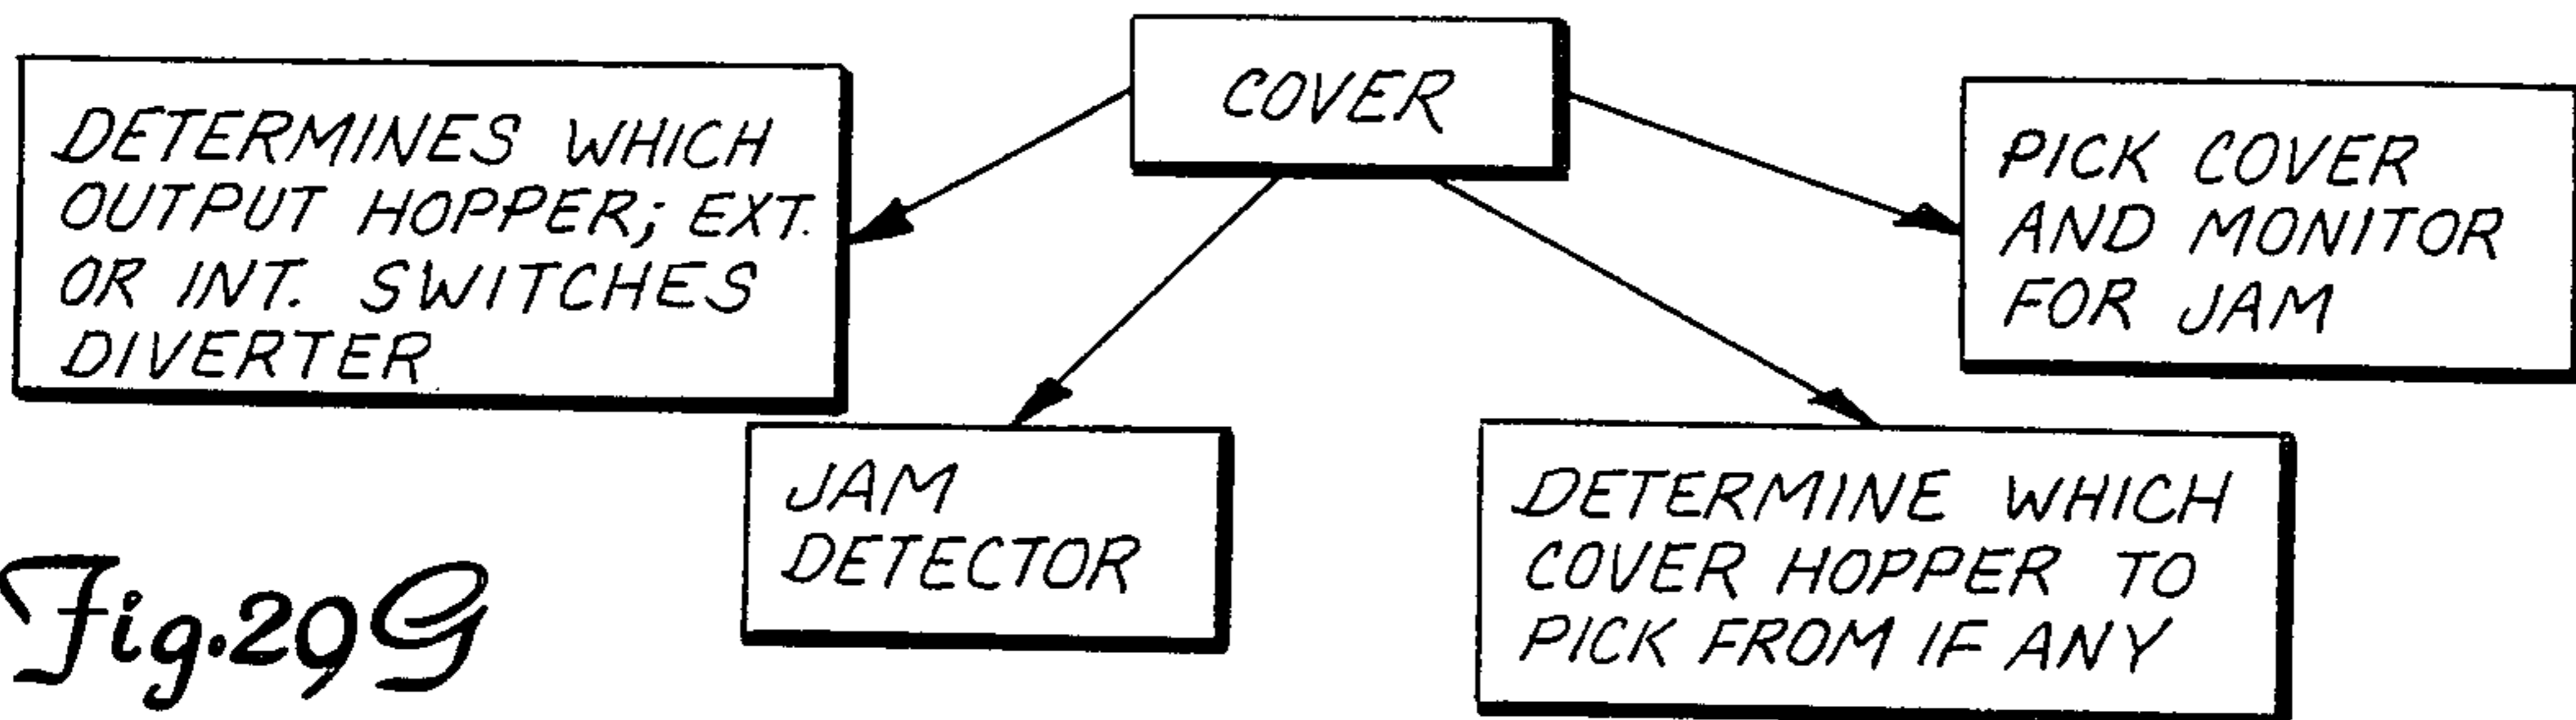 COVER
DETERMINES WHICH
OUTPUT HOPPER; EXT.
OR INT. SWITCHES
DIVERTER
JAM
DETECTOR
DETERMINE WHICH
COVER HOPPER TO
PICK FROM IF ANY
PICK COVER
AND MONITOR
FOR JAM
Fig.29G